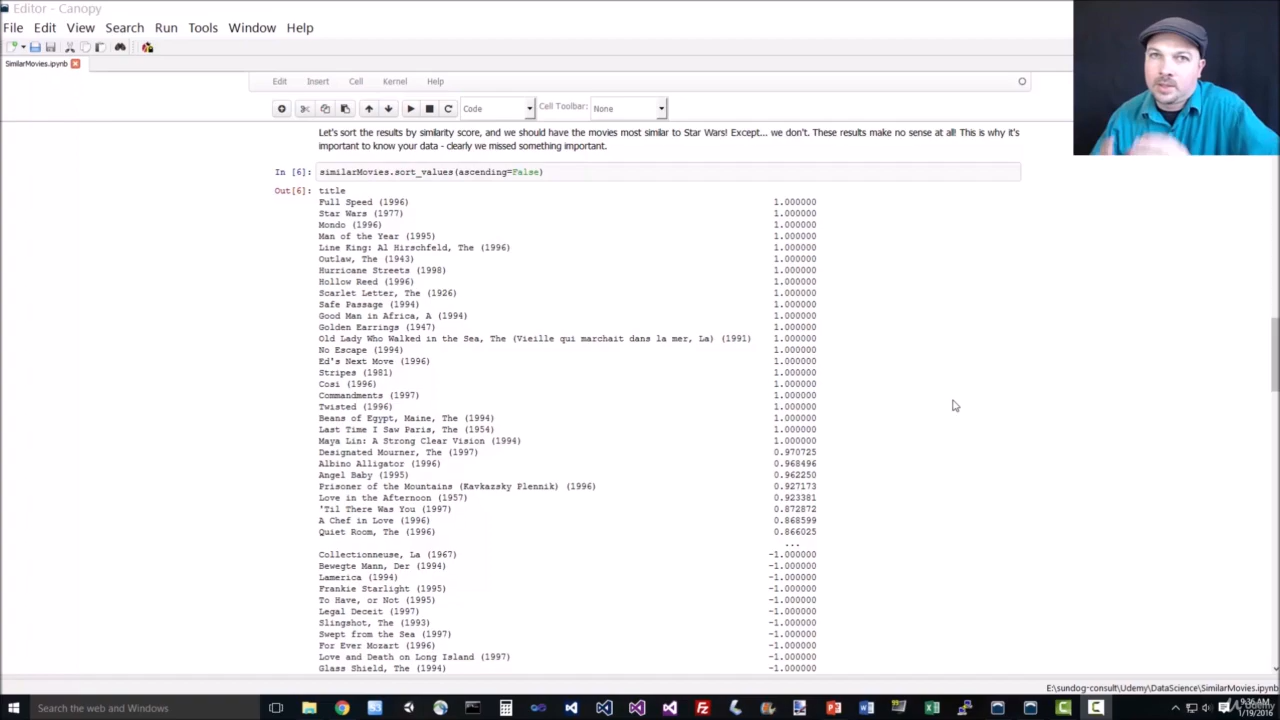 Editor - Canopy
File Edit View Search Run Tools Window Help
SimilarMovies.ipynb
Edit Insert Cell Kernel Help
Code Cell Toolbar: None
Let's sort the results by similarity score, and we should have the movies most similar to Star Wars! Except... we don't. These results make no sense at all! This is why it's
important to know your data - clearly we missed something important.
In [6]: similarMovies.sort_values(ascending=False)
Out[6]: title
Full Speed (1996) 1.000000
Star Wars (1977) 1.000000
Mondo (1996) 1.000000
Man of the Year (1995) 1.000000
Line King: Al Hirschfeld, The (1996) 1.000000
Outlaw, The (1943) 1.000000
Hurricane Streets (1998) 1.000000
Hollow Reed (1996) 1.000000
Scarlet Letter, The (1926) 1.000000
Safe Passage (1994) 1.000000
Good Man in Africa, A (1994) 1.000000
Golden Earrings (1947) 1.000000
Old Lady Who Walked in the Sea, The (Vieille qui marchait dans la mer, La) (1991) 1.000000
No Escape (1994) 1.000000
Ed's Next Move (1996) 1.000000
Stripes (1981) 1.000000
Cosi (1996) 1.000000
Commandments (1997) 1.000000
Twisted (1996) 1.000000
Beans of Egypt, Maine, The (1994) 1.000000
Last Time I Saw Paris, The (1954) 1.000000
Maya Lin: A Strong Clear Vision (1994) 1.000000
Designated Mourner, The (1997) 0.970725
Albino Alligator (1996) 0.968496
Angel Baby (1995) 0.962250
Prisoner of the Mountains (Kavkazsky Plennik) (1996) 0.927173
Love in the Afternoon (1957) 0.923381
'Til There Was You (1997) 0.872872
A Chef in Love (1996) 0.868599
Quiet Room, The (1996) 0.866025
...
Collectionneuse, La (1967) -1.000000
Bewegte Mann, Der (1994) -1.000000
Lamerica (1994) -1.000000
Frankie Starlight (1995) -1.000000
To Have, or Not (1995) -1.000000
Legal Deceit (1997) -1.000000
Slingshot, The (1993) -1.000000
Swept from the Sea (1997) -1.000000
For Ever Mozart (1996) -1.000000
Love and Death on Long Island (1997) -1.000000
Glass Shield, The (1994) -1.000000
E:\sundog-consult\Udemy\DataScience\SimilarMovies.ipynb
Search the web and Windows
9:36 AM
1/19/2016